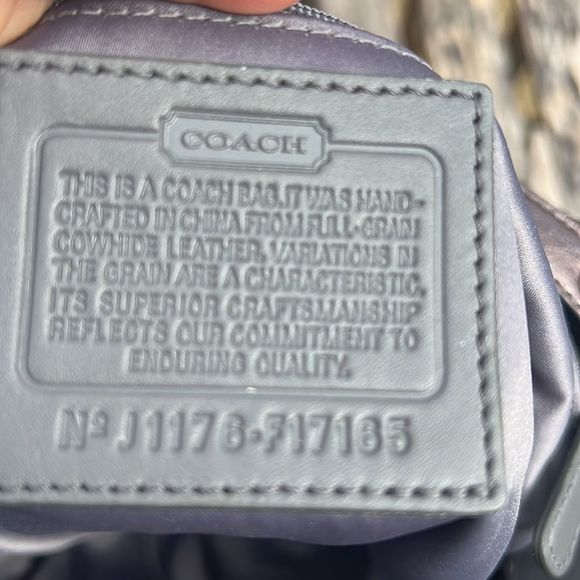 COACH
THIS IS A COACH BAG.IT WAS HAND-
CRAFTED IN CHINA FROM FULL-GRAIN
COWHIDE LEATHER. VARIATIONS IN
THE GRAIN ARE A CHARACTERISTIC.
ITS SUPERIOR CRAFTSMANSHIP
REFLECTS OUR COMMITMENT TO
ENDURING QUALITY.
Nº J1176-F17185